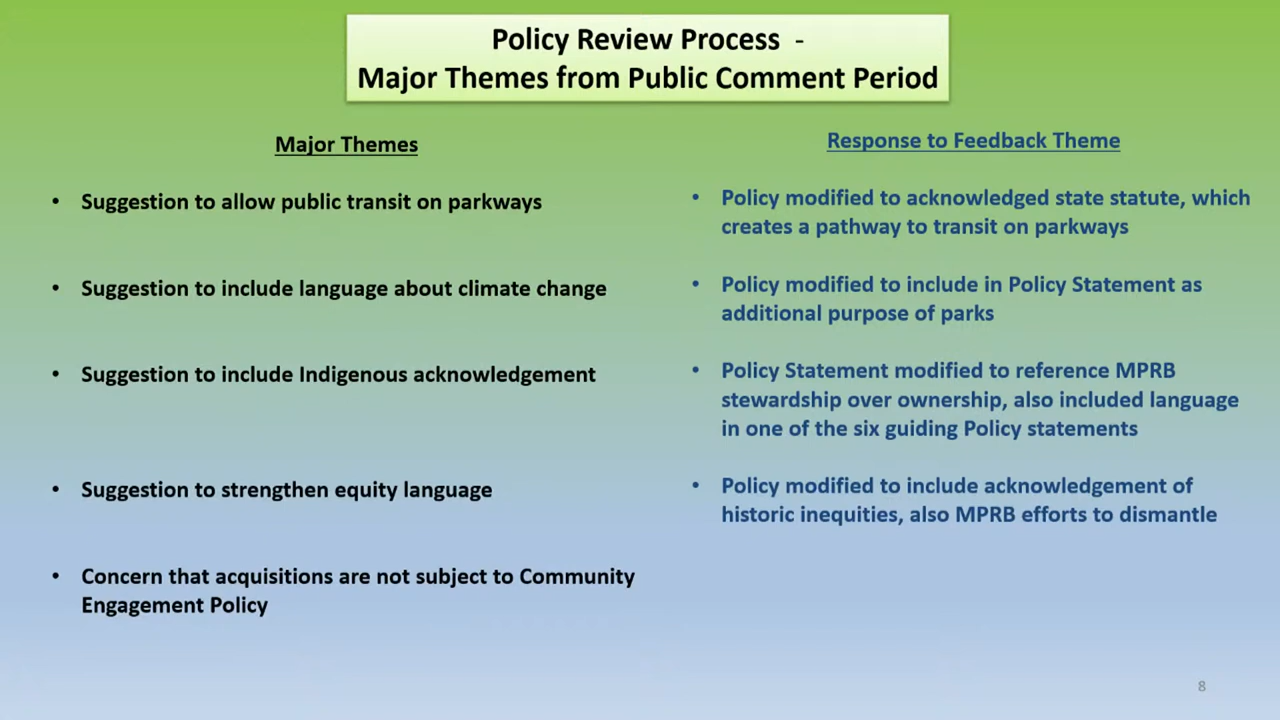 Policy Review Process -
Major Themes from Public Comment Period
Major Themes
• Suggestion to allow public transit on parkways
• Suggestion to include language about climate change
• Suggestion to include Indigenous acknowledgement
• Suggestion to strengthen equity language
• Concern that acquisitions are not subject to Community
Engagement Policy
Response to Feedback Theme
• Policy modified to acknowledged state statute, which
creates a pathway to transit on parkways
• Policy modified to include in Policy Statement as
additional purpose of parks
• Policy Statement modified to reference MPRB
stewardship over ownership, also included language
in one of the six guiding Policy statements
• Policy modified to include acknowledgement of
historic inequities, also MPRB efforts to dismantle
8